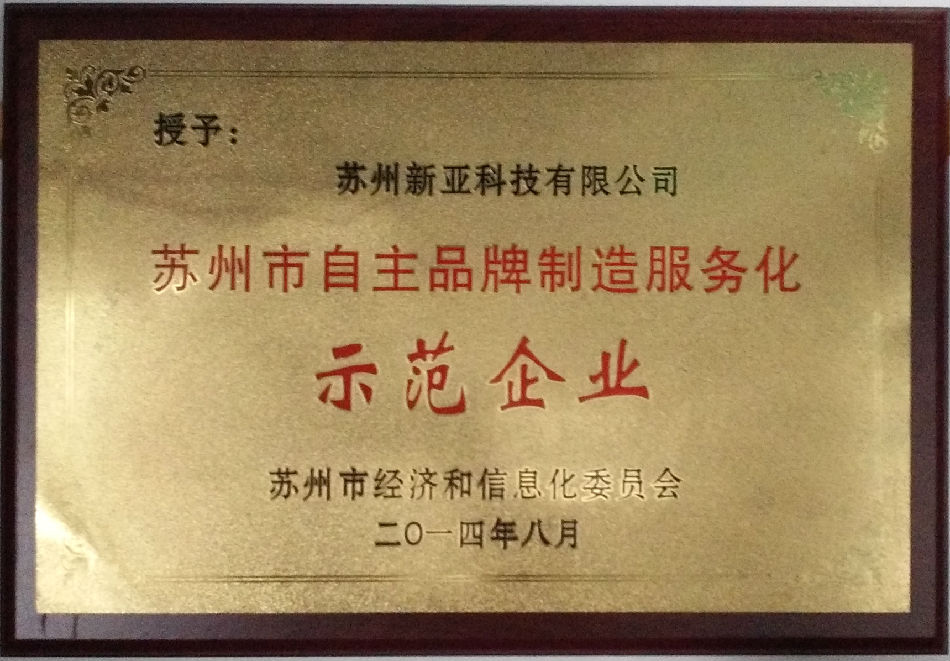 授予：
苏州新亚科技有限公司
苏州市自主品牌制造服务化
示范企业
苏州市经济和信息化委员会
二〇一四年八月